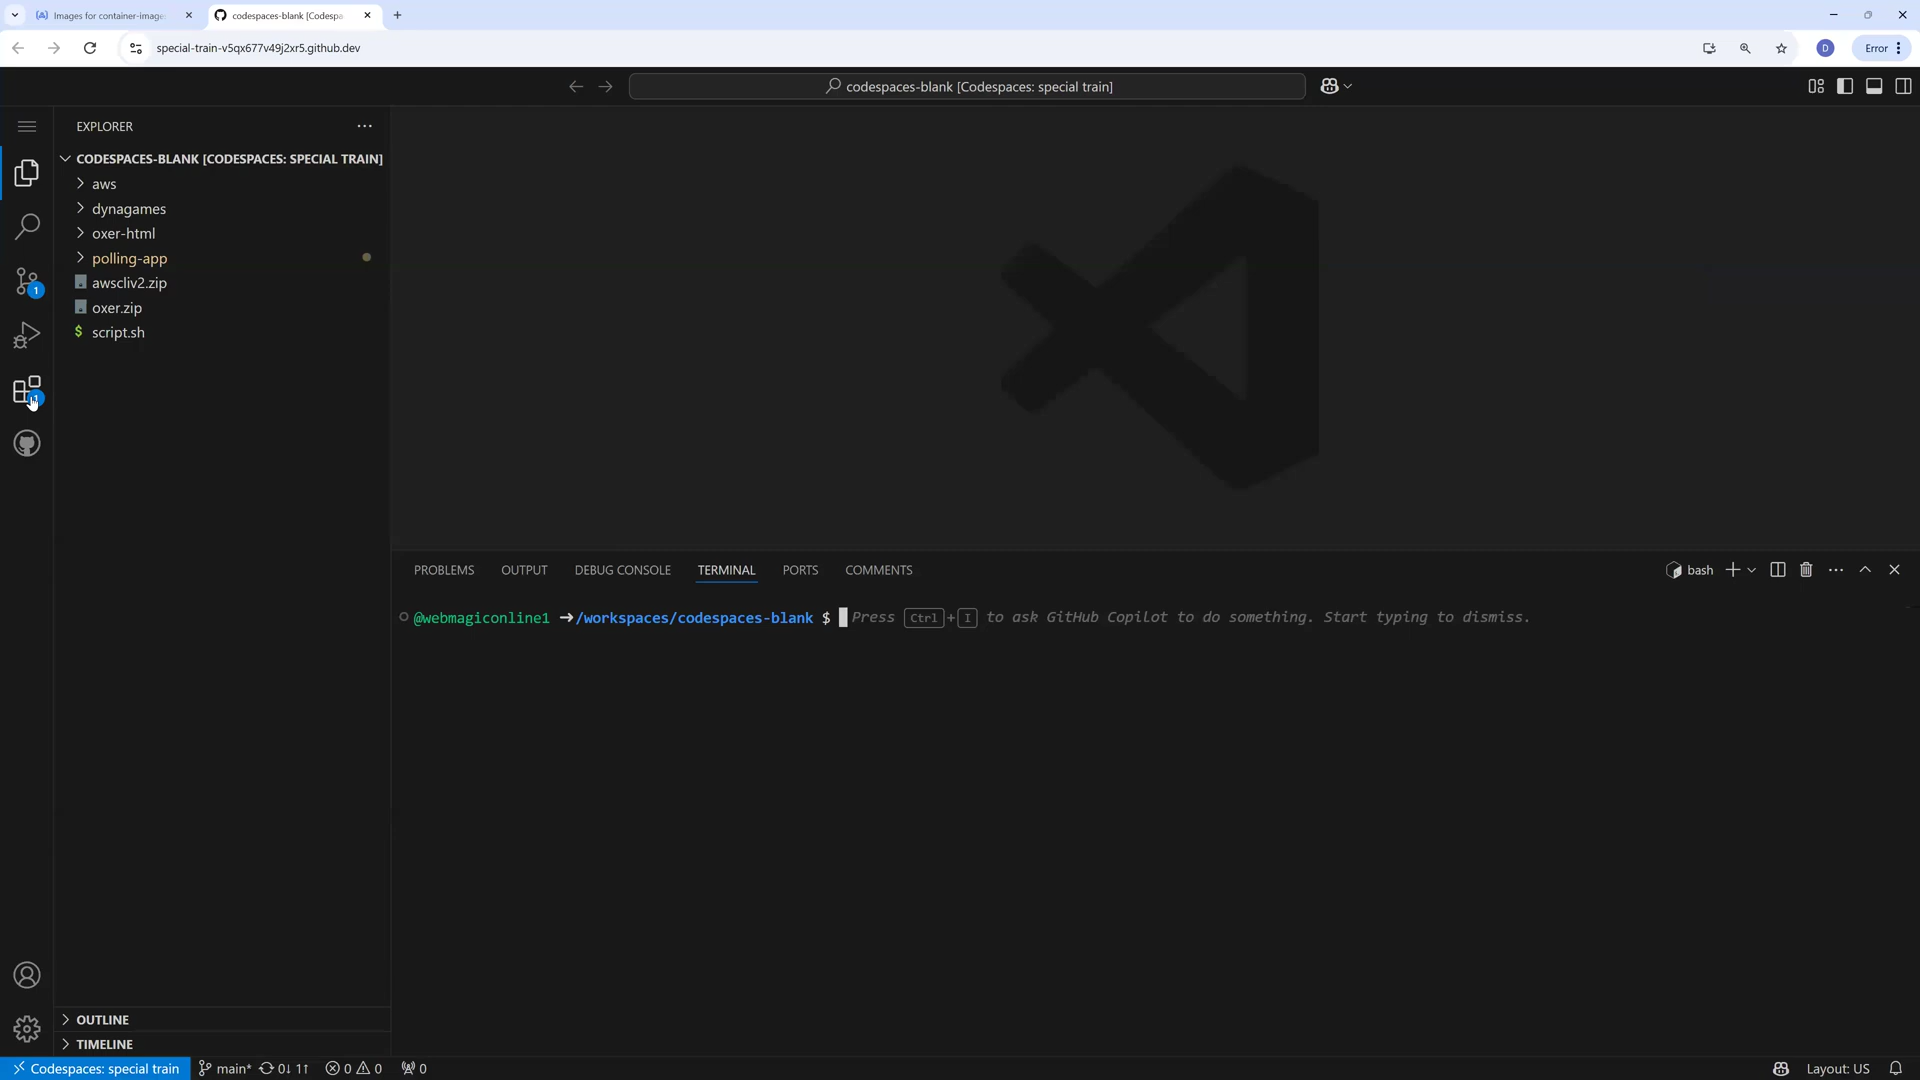 Images for container-image
codespaces-blank [Codespa
special-train-v5qx677v49j2xr5.github.dev
D
Error
codespaces-blank [Codespaces: special train]
EXPLORER
CODESPACES-BLANK [CODESPACES: SPECIAL TRAIN]
aws
dynagames
oxer-html
polling-app
awscliv2.zip
$ script.sh
oxer.zip
1
1
PROBLEMS
OUTPUT
DEBUG CONSOLE
TERMINAL
PORTS
COMMENTS
bash
@webmagiconline1 ➜/workspaces/codespaces-blank $ Press Ctrl+I to ask GitHub Copilot to do something. Start typing to dismiss.
OUTLINE
TIMELINE
Codespaces: special train
main*
0↓ 1↑
0
0
0
Layout: US